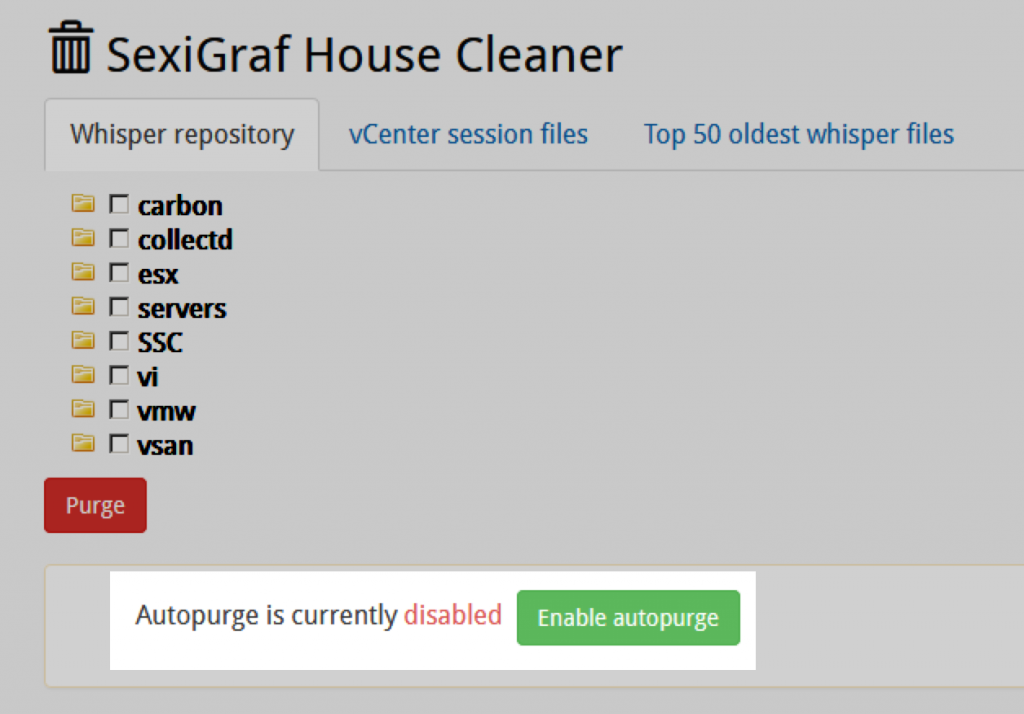 SexiGraf House Cleaner
Whisper repository vCenter session files Top 50 oldest whisper files
carbon
collectd
esx
servers
SSC
vi
vmw
vsan
Purge
Autopurge is currently disabled Enable autopurge